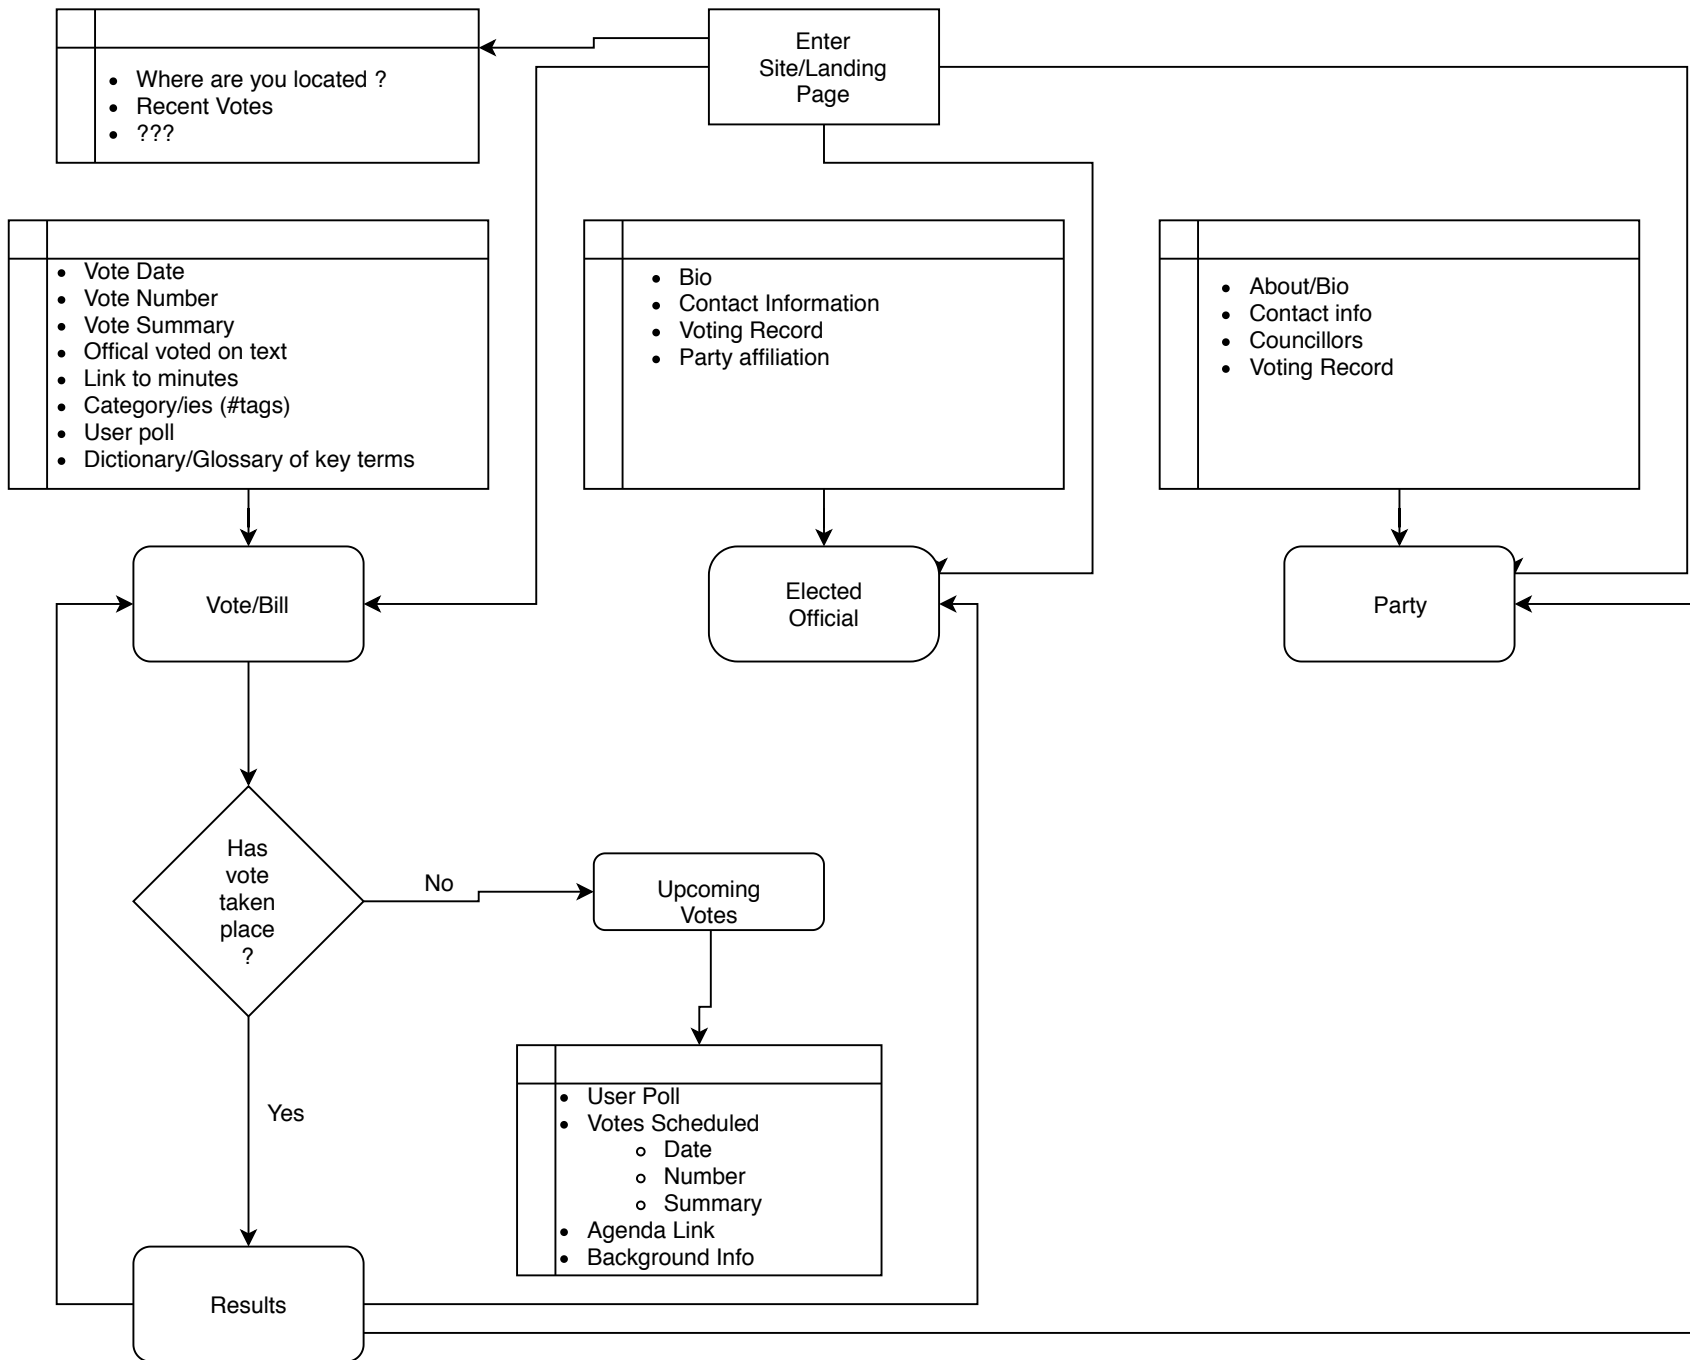 Enter
Site/Landing
Page
Where are you located ?
Recent Votes
???
Vote Date
Vote Number
Vote Summary
Offical voted on text
Link to minutes
Category/ies (#tags)
User poll
Dictionary/Glossary of key terms
Bio
Contact Information
Voting Record
Party affiliation
About/Bio
Contact info
Councillors
Voting Record
Vote/Bill
Elected
Official
Party
Has
vote
taken
place
?
No
Upcoming
Votes
Yes
User Poll
Votes Scheduled
Date
Number
Summary
Agenda Link
Background Info
Results